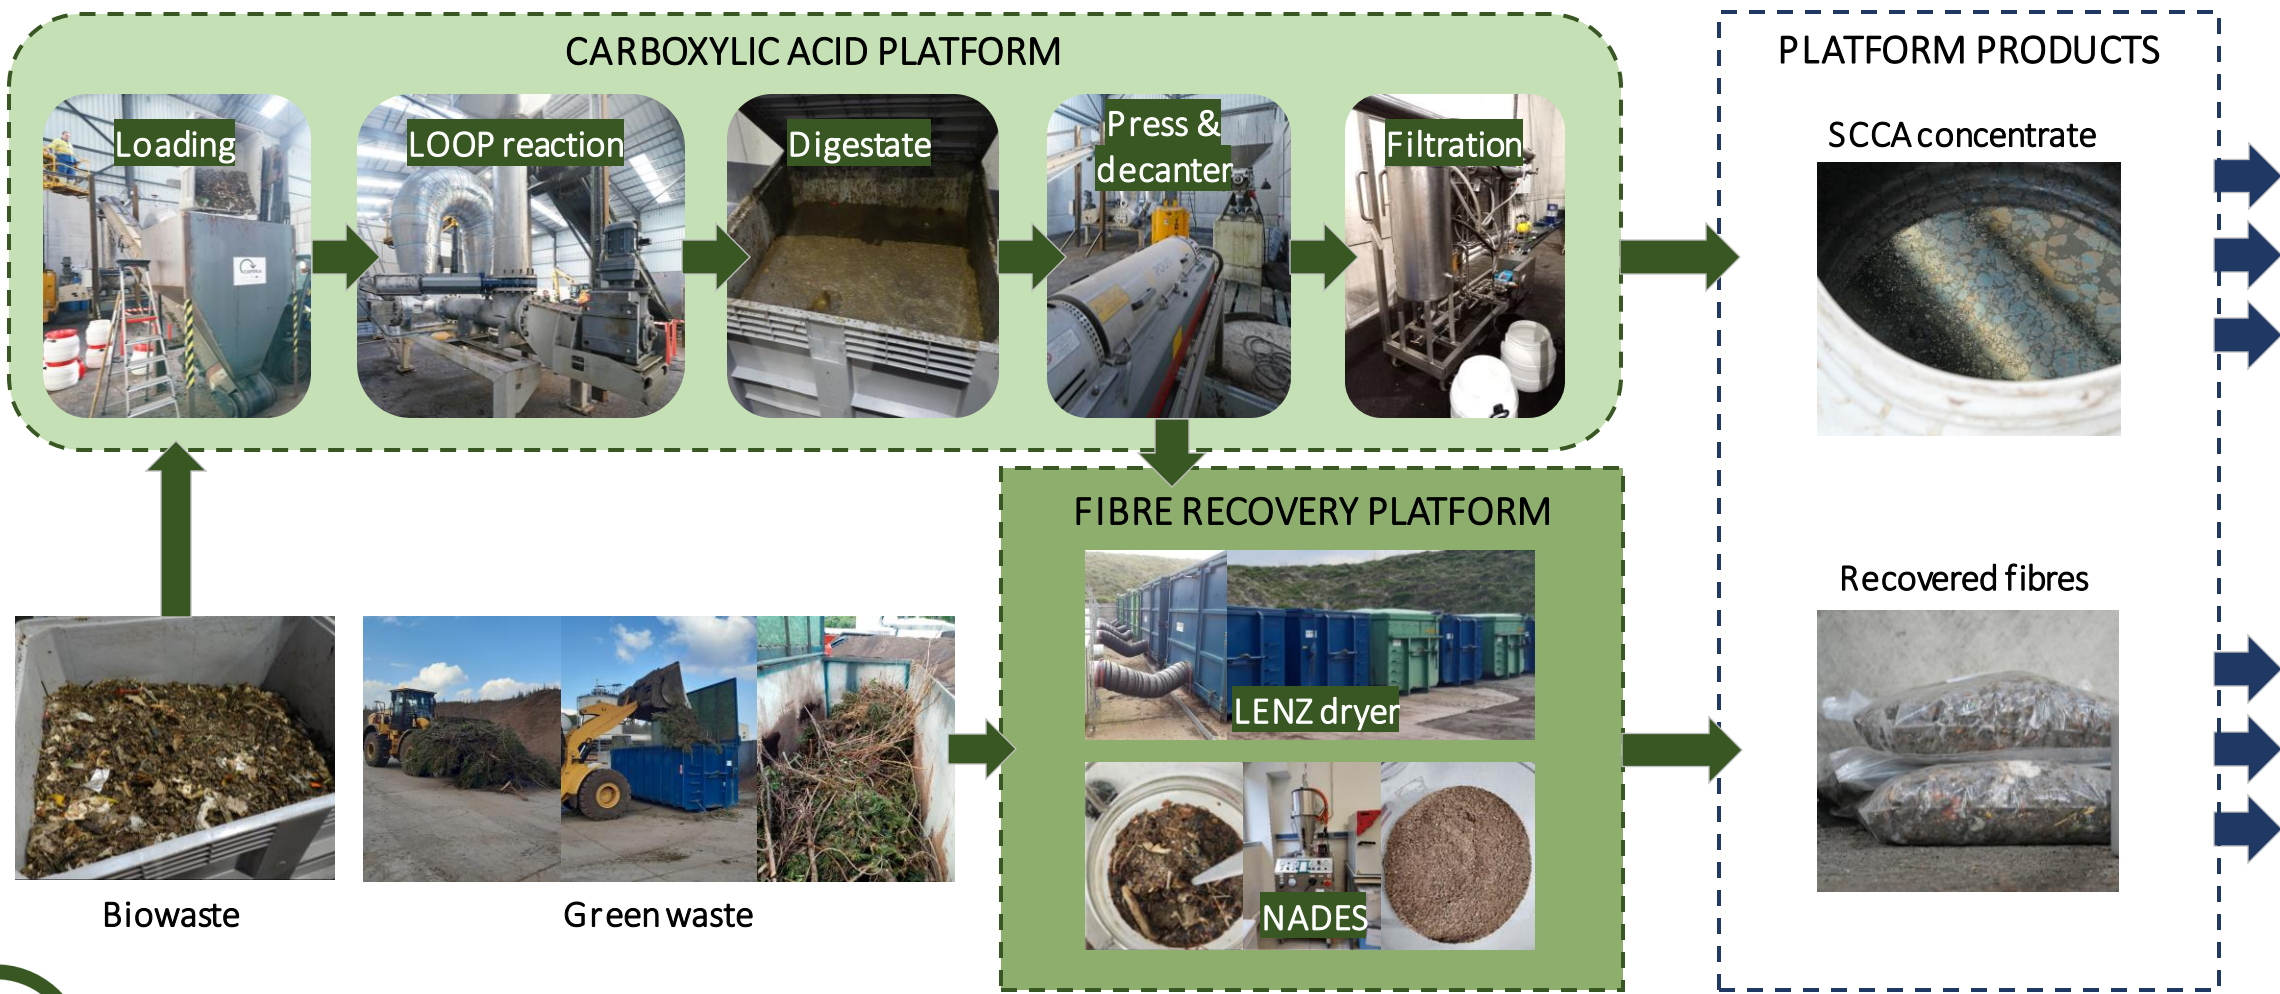 CARBOXYLIC ACID PLATFORM
PLATFORM PRODUCTS
Loading
LOOP reaction
Digestate
Press &
decanter
Filtration
SCCA concentrate
FIBRE RECOVERY PLATFORM
LENZ dryer
NADES
Recovered fibres
Biowaste
Green waste